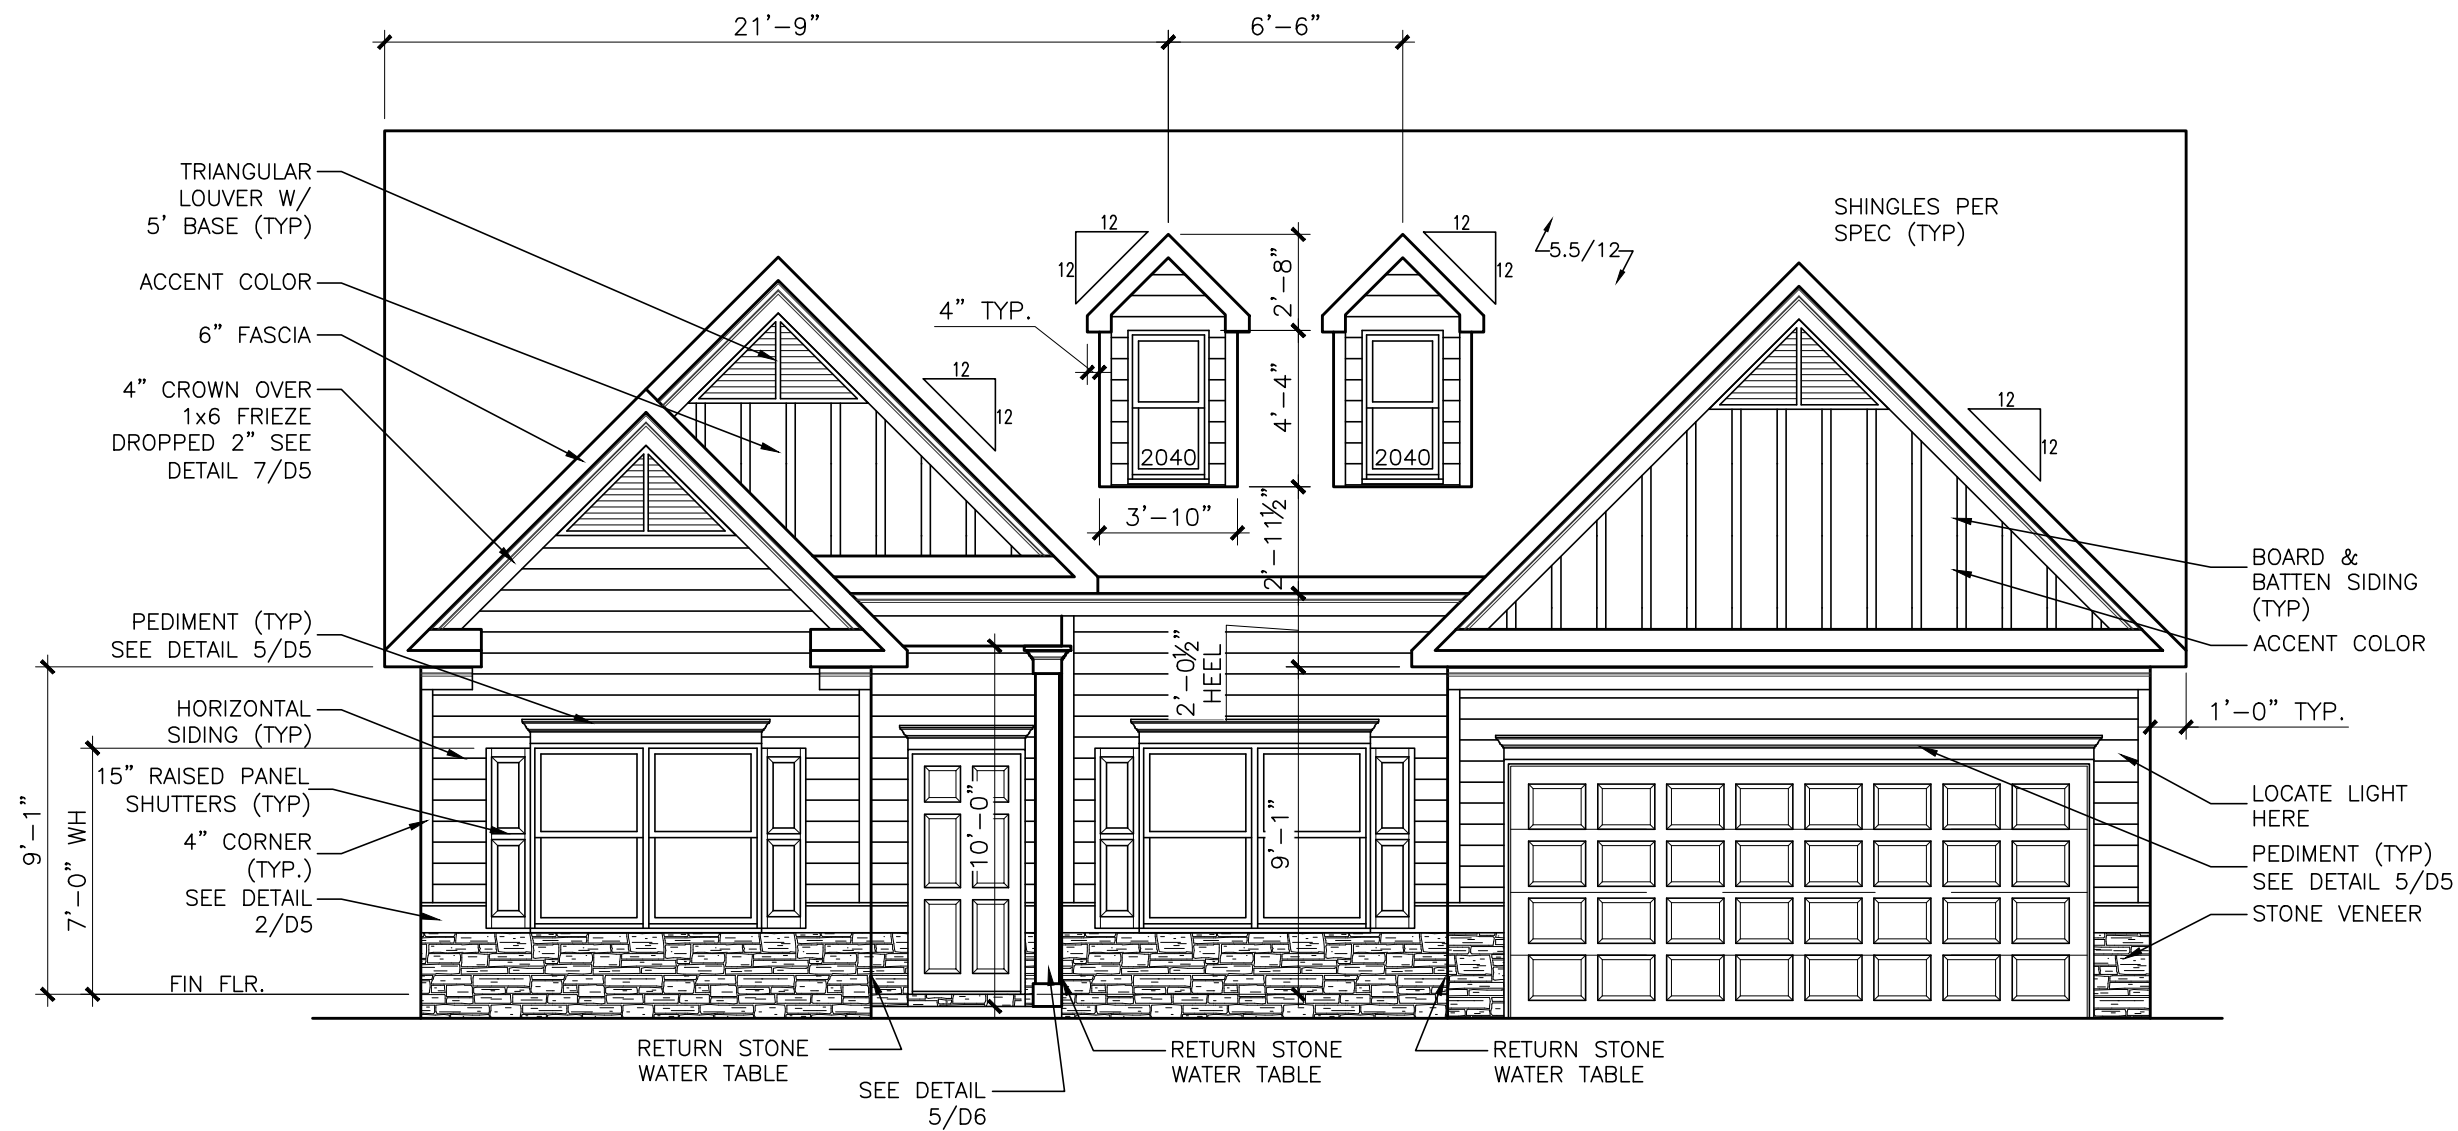 21'-9"
6'-6"
TRIANGULAR
LOUVER W/
5' BASE (TYP)
ACCENT COLOR
6" FASCIA
4" CROWN OVER
1x6 FRIEZE
DROPPED 2" SEE
DETAIL 7/D5
PEDIMENT (TYP)
SEE DETAIL 5/D5
HORIZONTAL
SIDING (TYP)
15" RAISED PANEL
SHUTTERS (TYP)
4" CORNER
(TYP.)
SEE DETAIL
2/D5
9'-1"
7'-0" WH
FIN FLR.
12
12
4" TYP.
12
12
2040
3'-10"
2'-8"
4'-4"
2'-11½"
2'-0½"
HEEL
9'-1"
10'-0"
12
12
2040
5.5/12
SHINGLES PER
SPEC (TYP)
12
12
BOARD &
BATTEN SIDING
(TYP)
ACCENT COLOR
1'-0" TYP.
LOCATE LIGHT
HERE
PEDIMENT (TYP)
SEE DETAIL 5/D5
STONE VENEER
RETURN STONE
WATER TABLE
SEE DETAIL
5/D6
RETURN STONE
WATER TABLE
RETURN STONE
WATER TABLE